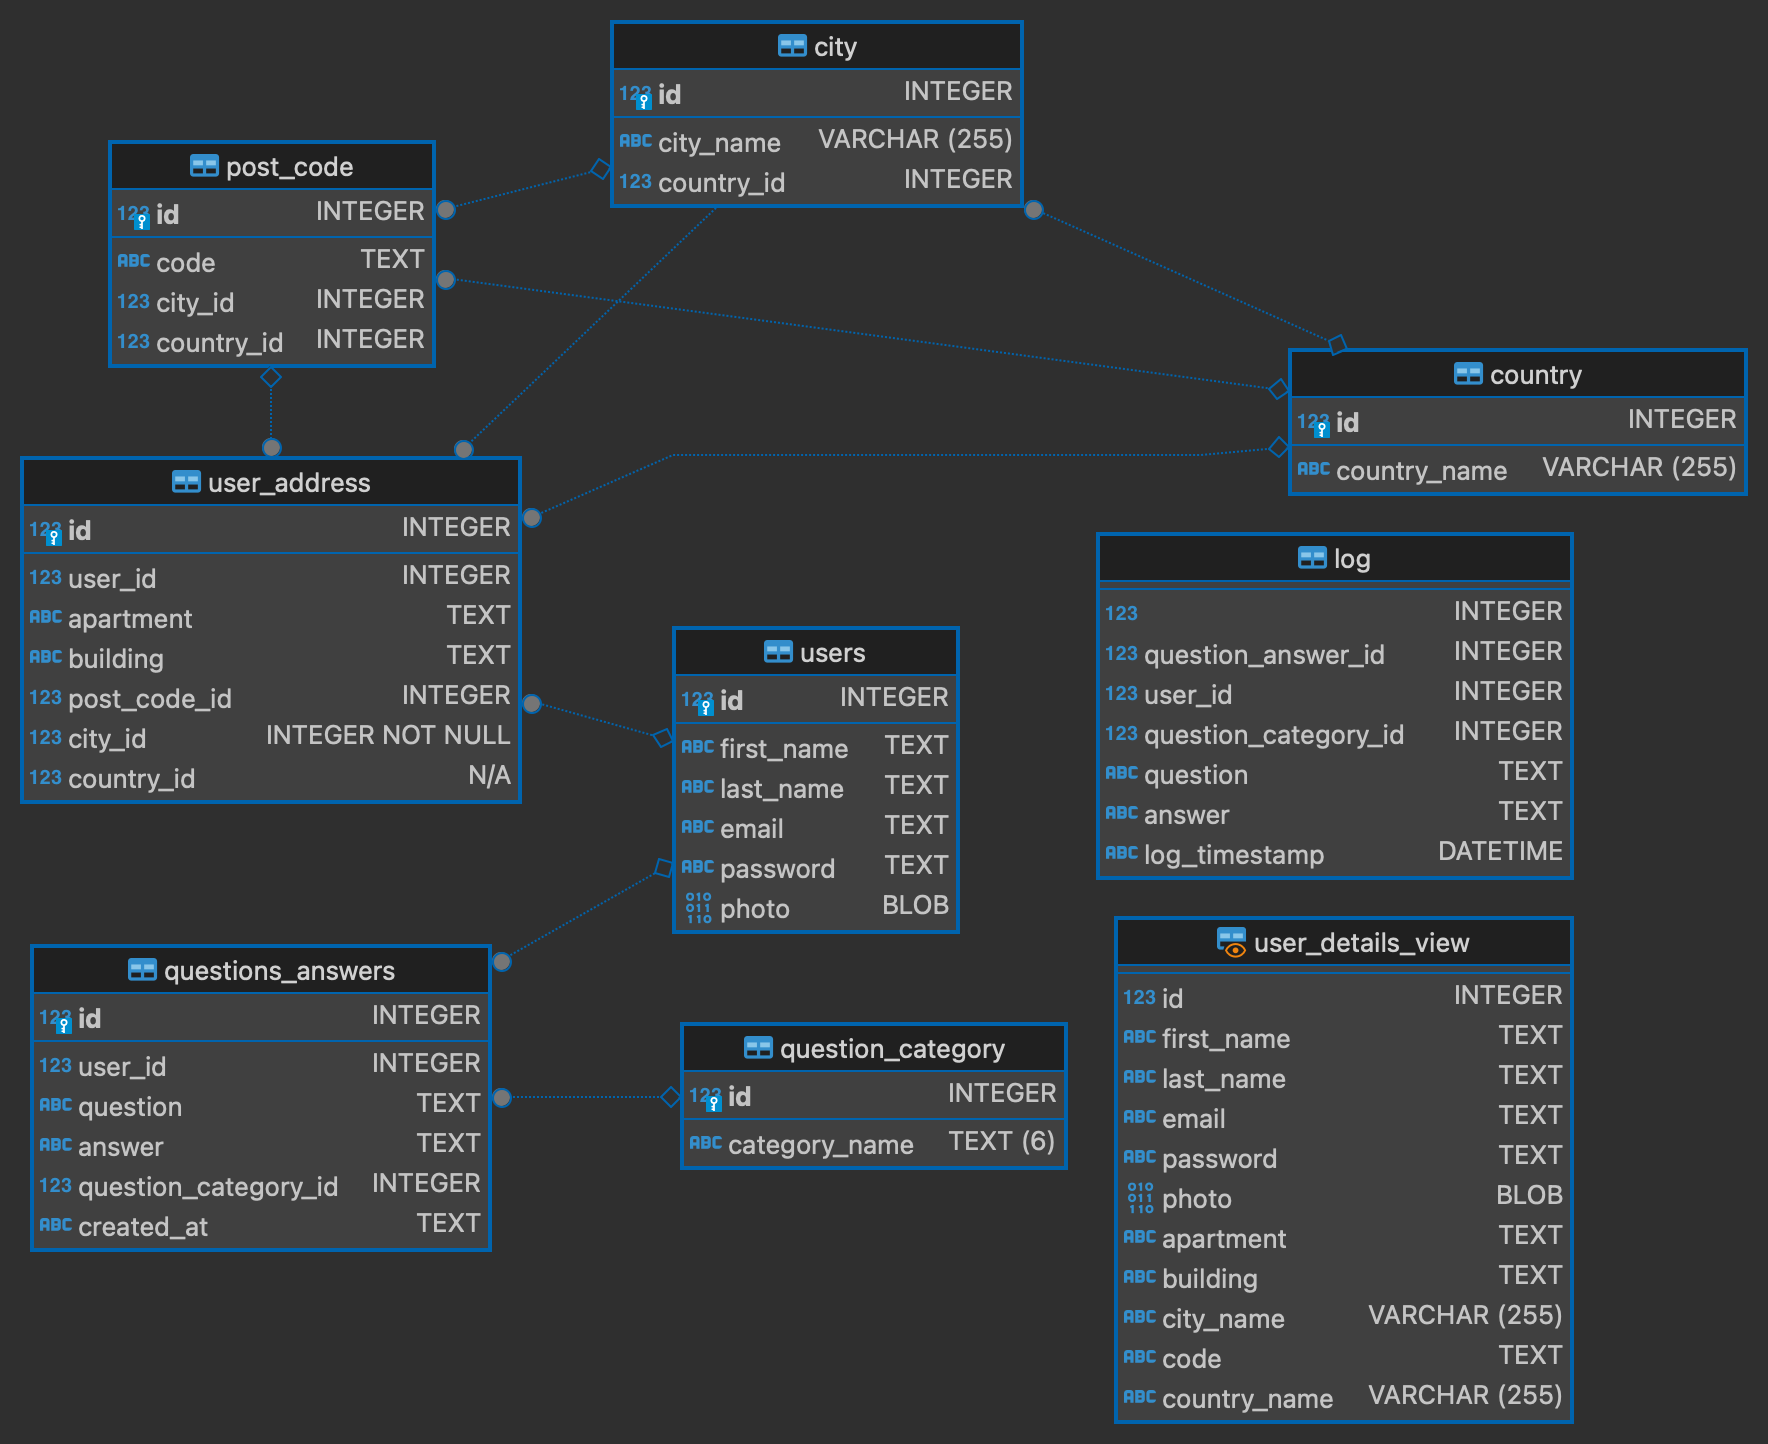 city
123 id INTEGER
ABC city_name VARCHAR (255)
123 country_id INTEGER
post_code
123 id INTEGER
ABC code TEXT
123 city_id INTEGER
123 country_id INTEGER
country
123 id INTEGER
ABC country_name VARCHAR (255)
user_address
123 id INTEGER
123 user_id INTEGER
ABC apartment TEXT
ABC building TEXT
123 post_code_id INTEGER
123 city_id INTEGER NOT NULL
123 country_id N/A
log
123 INTEGER
123 question_answer_id INTEGER
123 user_id INTEGER
123 question_category_id INTEGER
ABC question TEXT
ABC answer TEXT
ABC log_timestamp DATETIME
users
123 id INTEGER
ABC first_name TEXT
ABC last_name TEXT
ABC email TEXT
ABC password TEXT
010 011 110 photo BLOB
questions_answers
123 id INTEGER
123 user_id INTEGER
ABC question TEXT
ABC answer TEXT
123 question_category_id INTEGER
ABC created_at TEXT
question_category
123 id INTEGER
ABC category_name TEXT (6)
user_details_view
123 id INTEGER
ABC first_name TEXT
ABC last_name TEXT
ABC email TEXT
ABC password TEXT
010 011 110 photo BLOB
ABC apartment TEXT
ABC building TEXT
ABC city_name VARCHAR (255)
ABC code TEXT
ABC country_name VARCHAR (255)